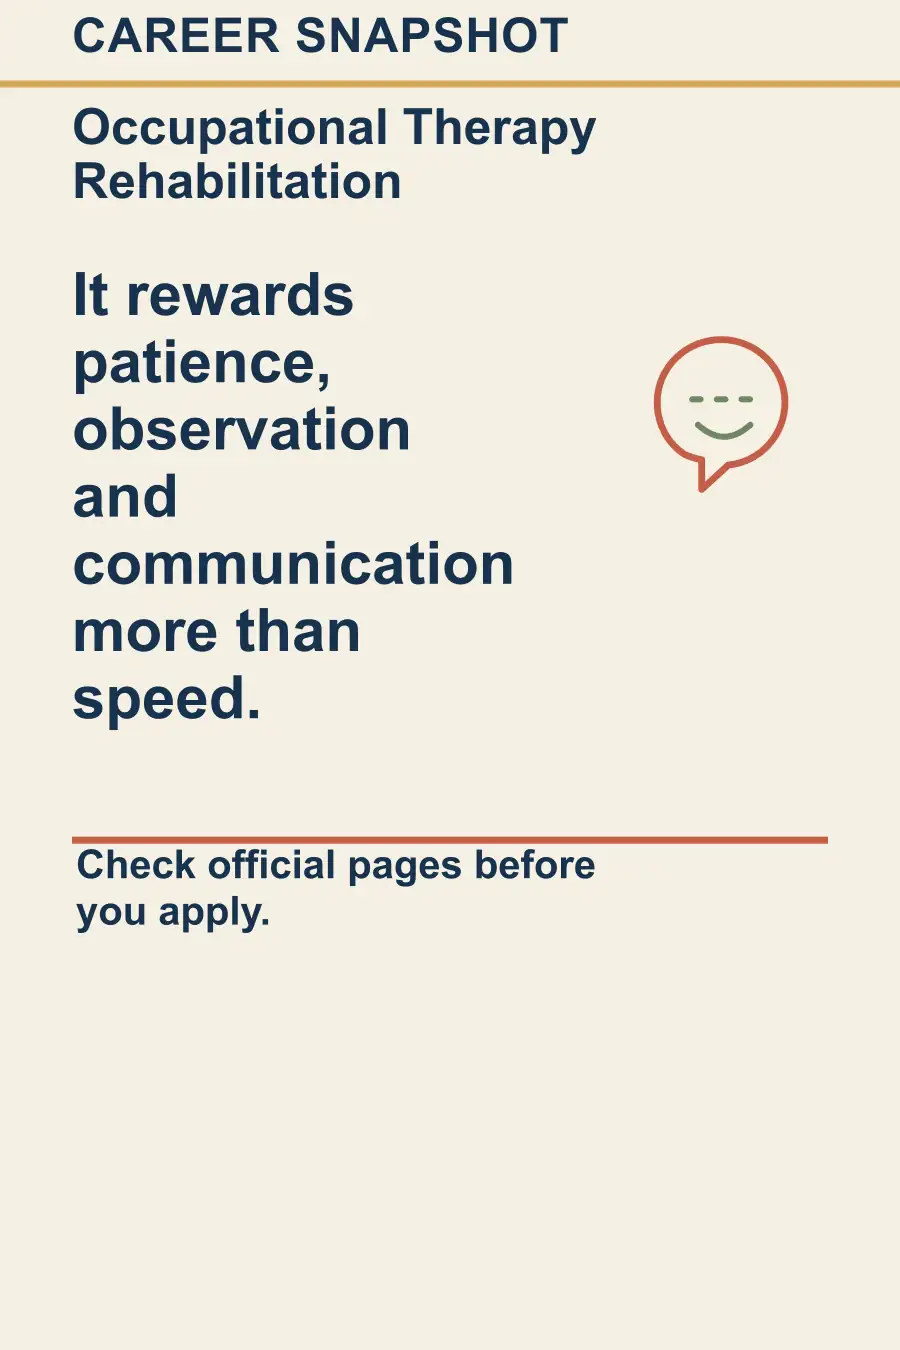 CAREER SNAPSHOT
Occupational Therapy
Rehabilitation
It rewards
patience,
observation
and
communication
more than
speed.
Check official pages before
you apply.